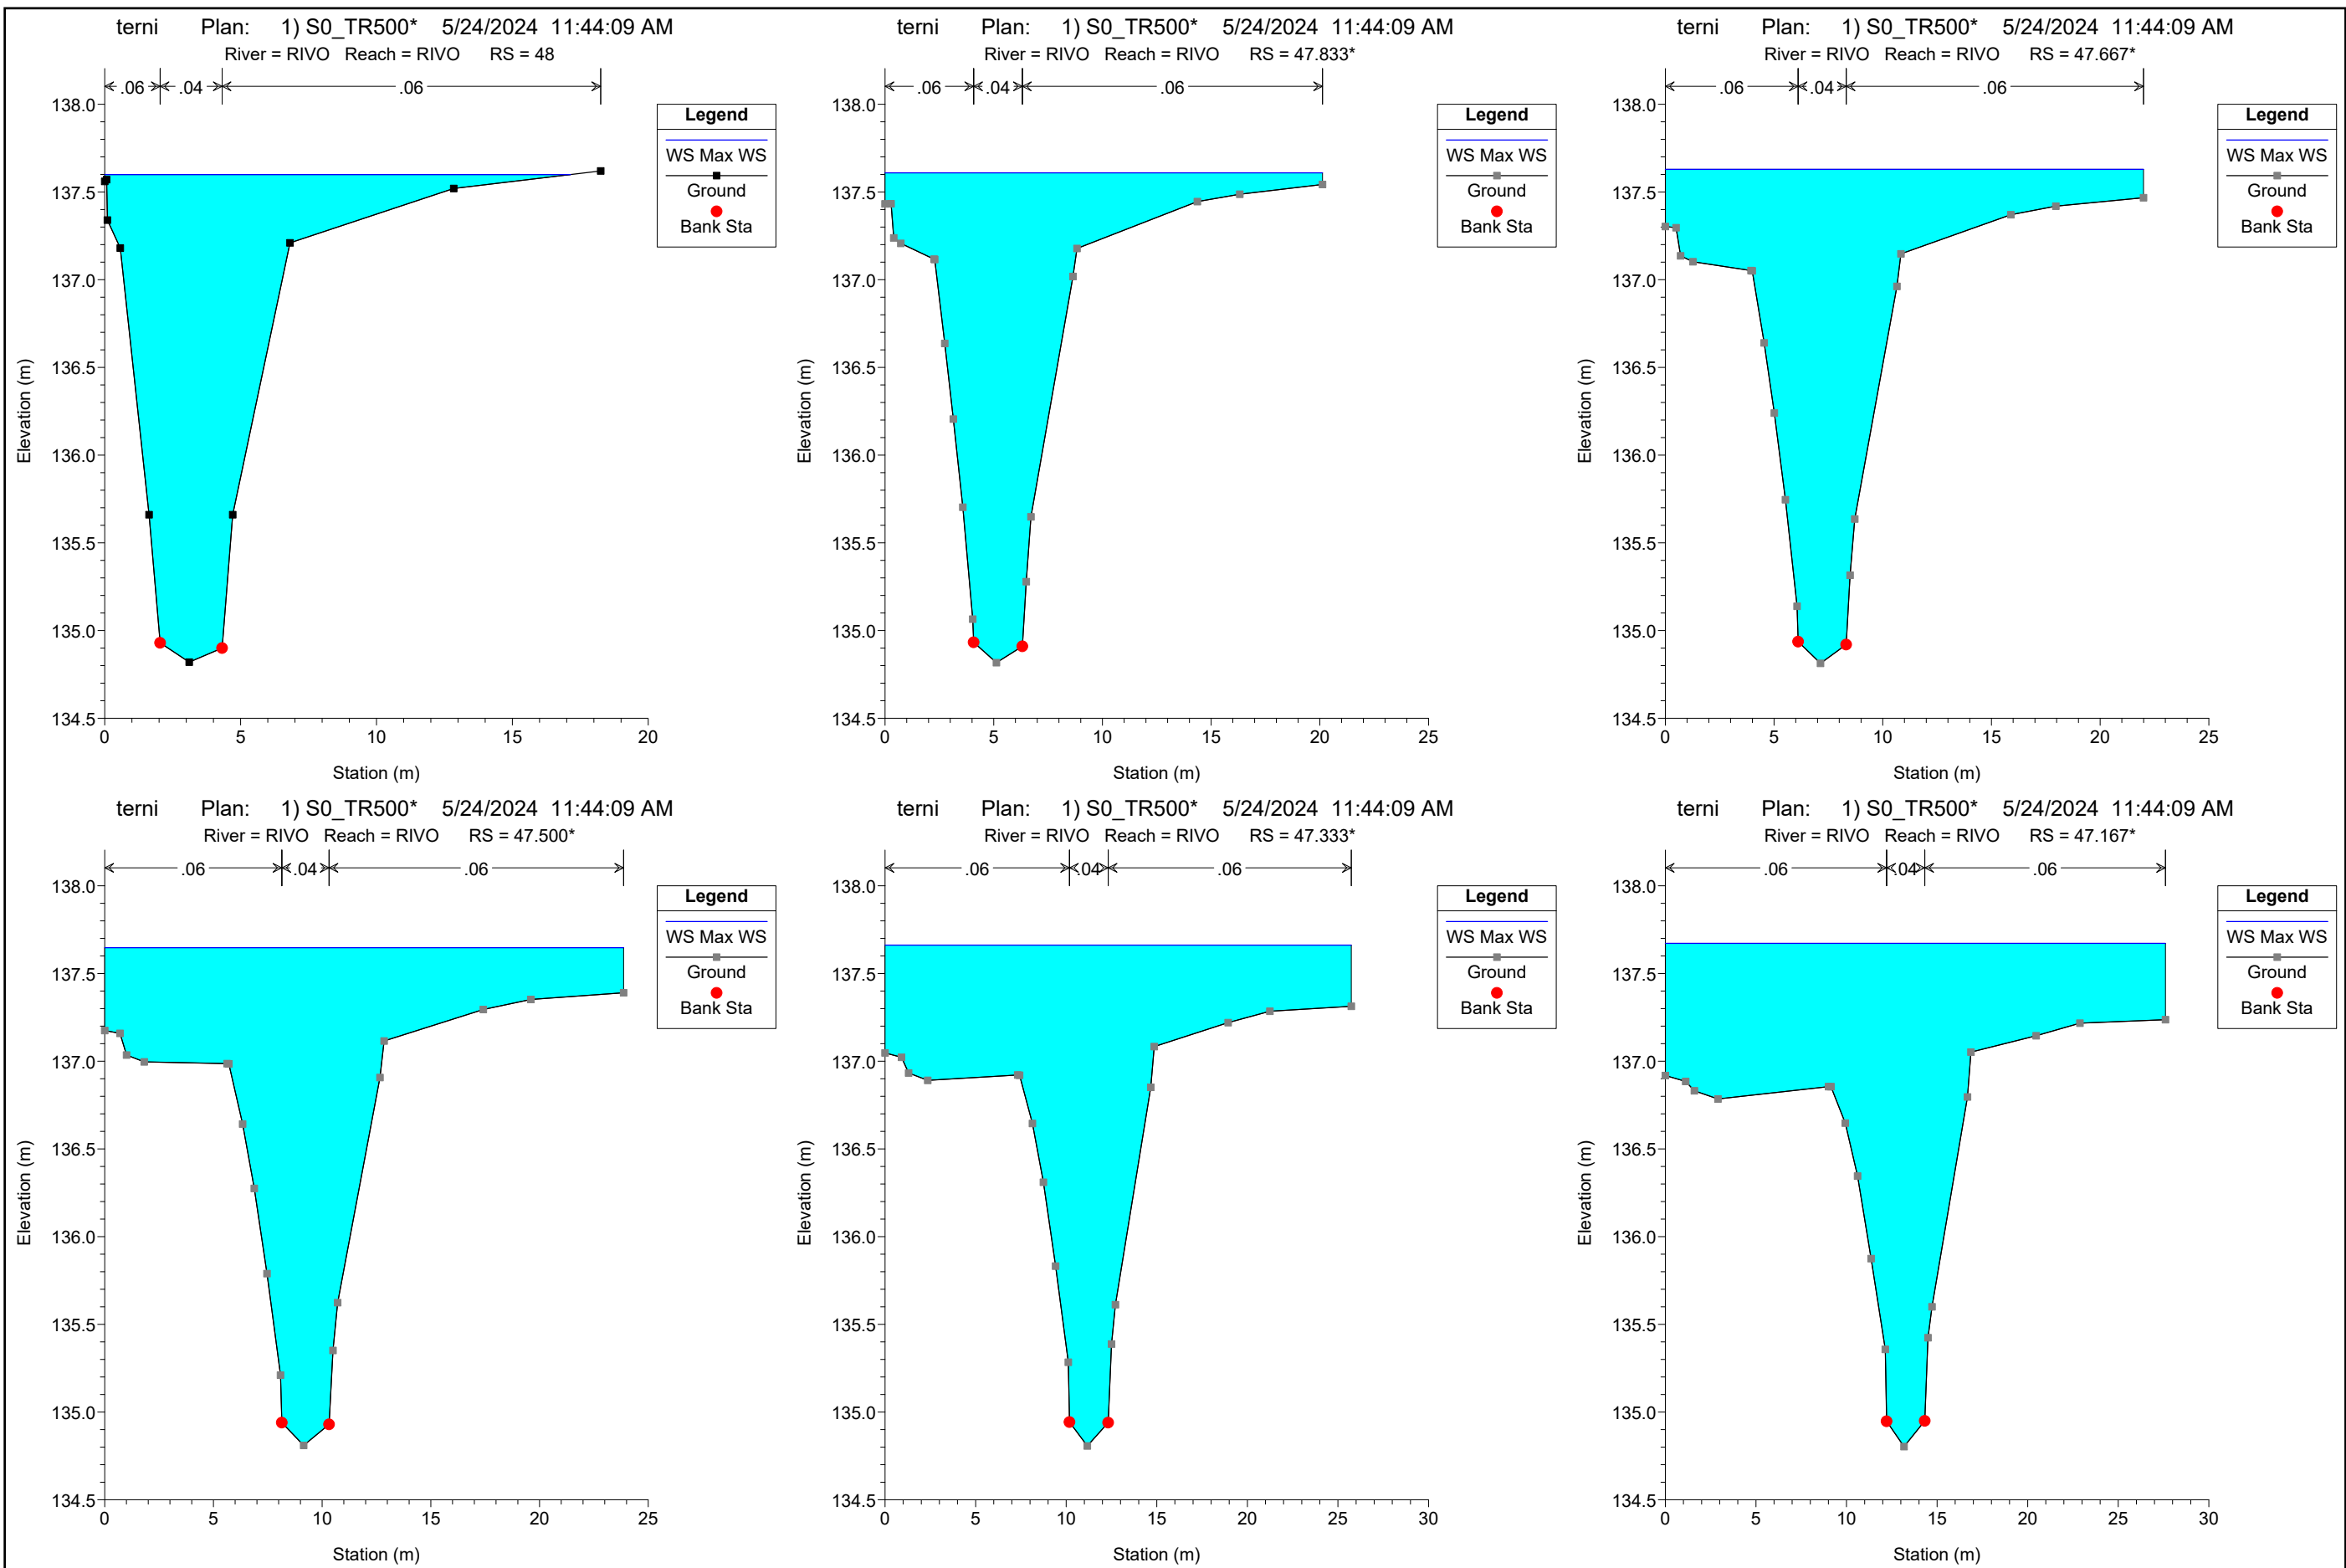 terni Plan: 1) S0_TR500* 5/24/2024 11:44:09 AM
River = RIVO Reach = RIVO RS = 48
.06 .04 .06
Legend
WS Max WS
Ground
Bank Sta
138.0
137.5
137.0
136.5
136.0
135.5
135.0
134.5
Elevation (m)
0 5 10 15 20
Station (m)
terni Plan: 1) S0_TR500* 5/24/2024 11:44:09 AM
River = RIVO Reach = RIVO RS = 47.833*
.06 .04 .06
Legend
WS Max WS
Ground
Bank Sta
138.0
137.5
137.0
136.5
136.0
135.5
135.0
134.5
Elevation (m)
0 5 10 15 20 25
Station (m)
terni Plan: 1) S0_TR500* 5/24/2024 11:44:09 AM
River = RIVO Reach = RIVO RS = 47.667*
.06 .04 .06
Legend
WS Max WS
Ground
Bank Sta
138.0
137.5
137.0
136.5
136.0
135.5
135.0
134.5
Elevation (m)
0 5 10 15 20 25
Station (m)
terni Plan: 1) S0_TR500* 5/24/2024 11:44:09 AM
River = RIVO Reach = RIVO RS = 47.500*
.06 .04 .06
Legend
WS Max WS
Ground
Bank Sta
138.0
137.5
137.0
136.5
136.0
135.5
135.0
134.5
Elevation (m)
0 5 10 15 20 25
Station (m)
terni Plan: 1) S0_TR500* 5/24/2024 11:44:09 AM
River = RIVO Reach = RIVO RS = 47.333*
.06 .04 .06
Legend
WS Max WS
Ground
Bank Sta
138.0
137.5
137.0
136.5
136.0
135.5
135.0
134.5
Elevation (m)
0 5 10 15 20 25 30
Station (m)
terni Plan: 1) S0_TR500* 5/24/2024 11:44:09 AM
River = RIVO Reach = RIVO RS = 47.167*
.06 .04 .06
Legend
WS Max WS
Ground
Bank Sta
138.0
137.5
137.0
136.5
136.0
135.5
135.0
134.5
Elevation (m)
0 5 10 15 20 25 30
Station (m)